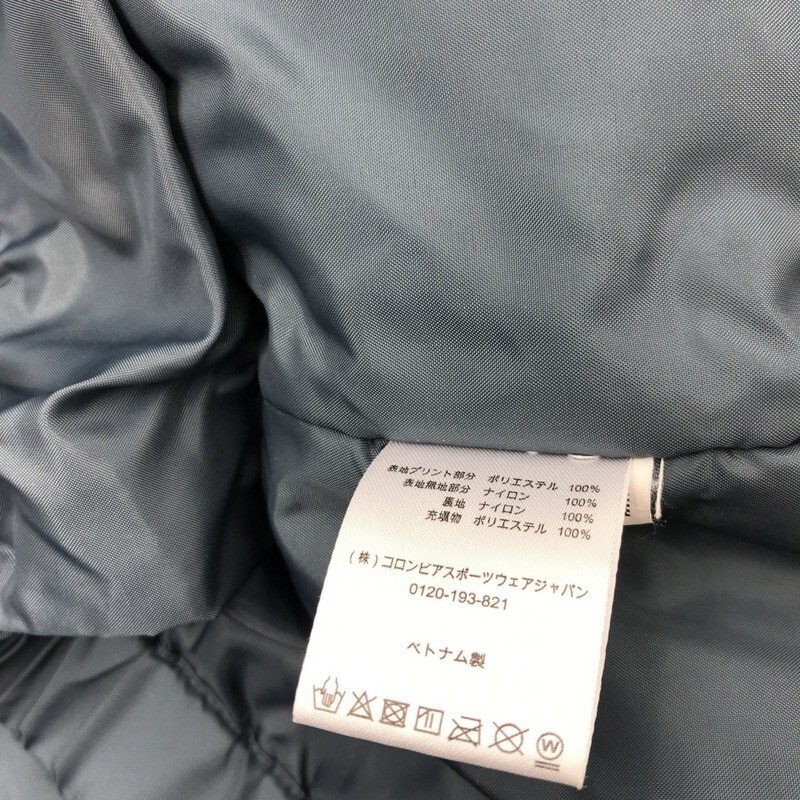 表地プリント部分 ポリエステル 100%
表地無地部分 ナイロン 100%
裏地 ナイロン 100%
充填物 ポリエステル 100%
(株)コロンビアスポーツウェアジャパン
0120-193-821
ベトナム製
W